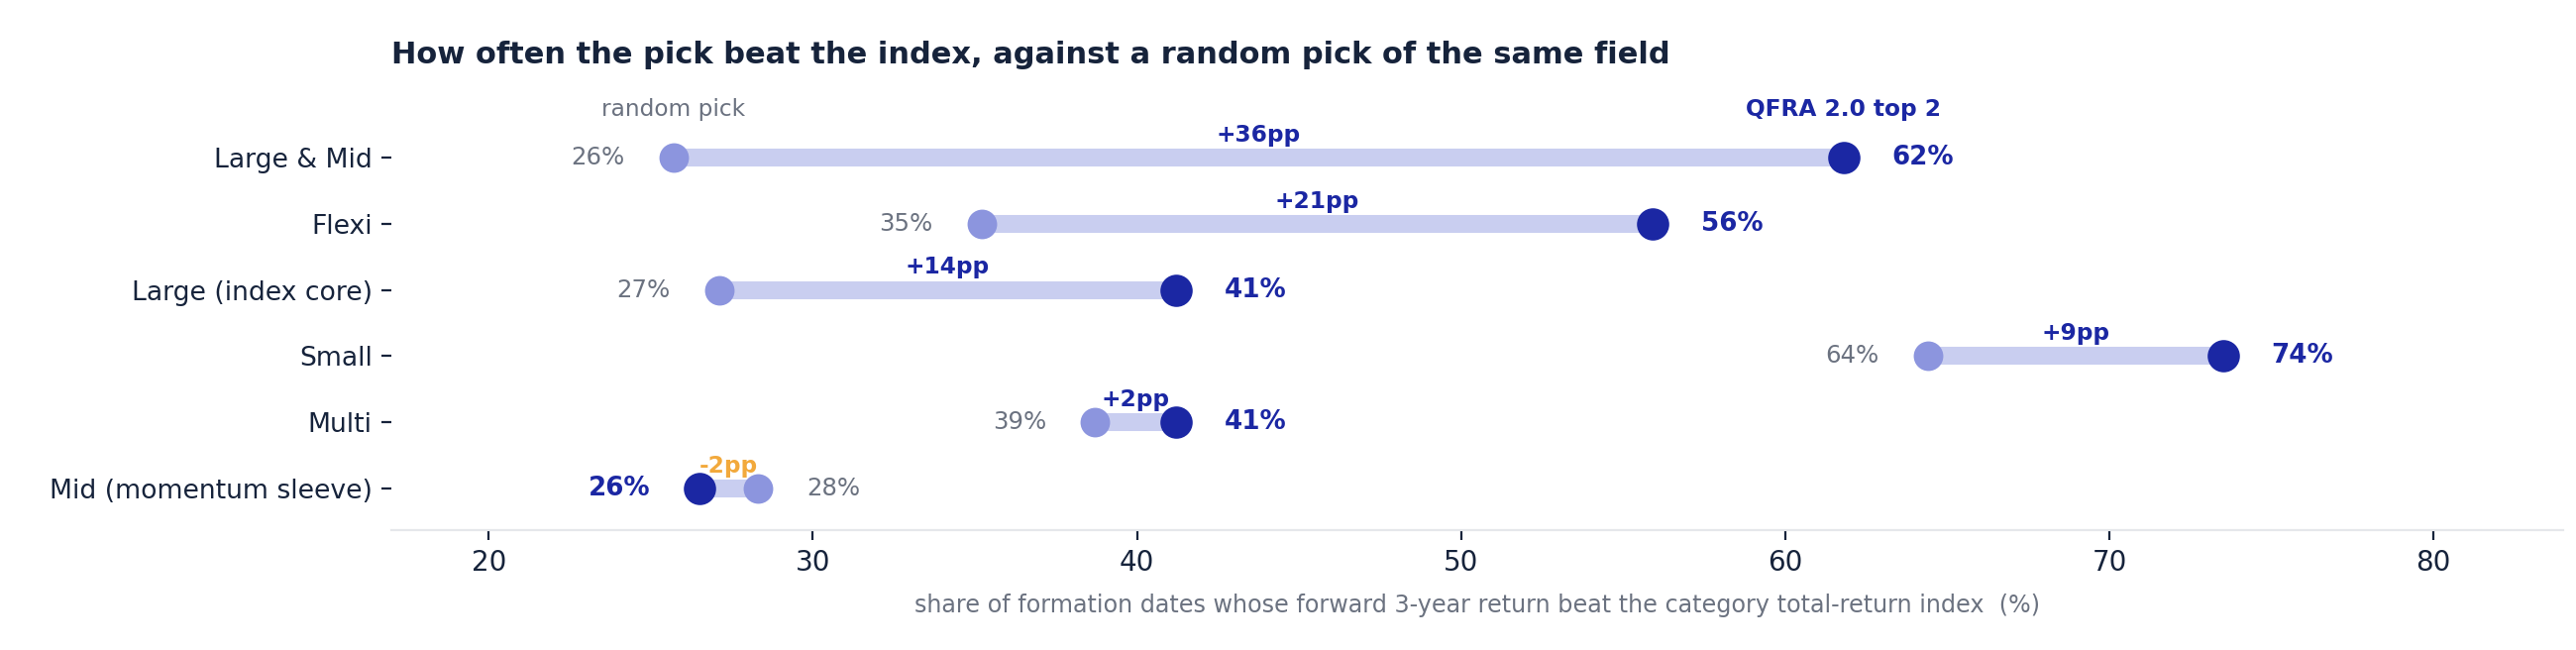 How often the pick beat the index, against a random pick of the same field
random pick QFRA 2.0 top 2
+36pp
Large & Mid 26% 62%
+21pp
Flexi 35% 56%
+14pp
Large (index core) 27% 41%
+9pp
Small 64% 74%
+2pp
Multi 39% 41%
-2pp
Mid (momentum sleeve) 26% 28%
20 30 40 50 60 70 80
share of formation dates whose forward 3-year return beat the category total-return index (%)